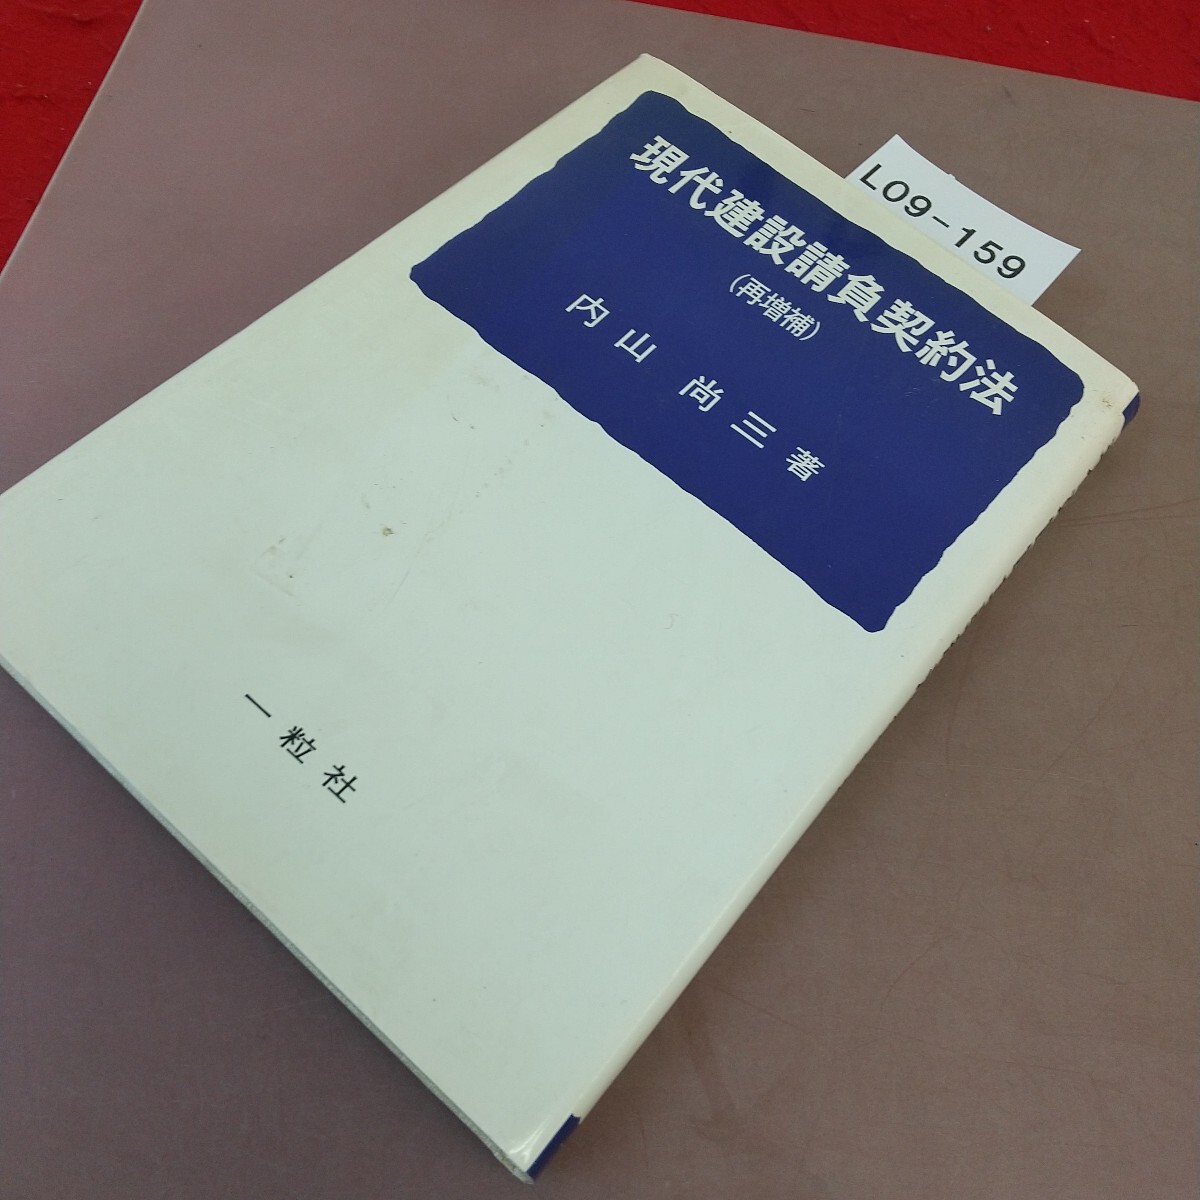 現代建設請負契約法
(再増補)
内山 尚三 著
一粒社
L09-159